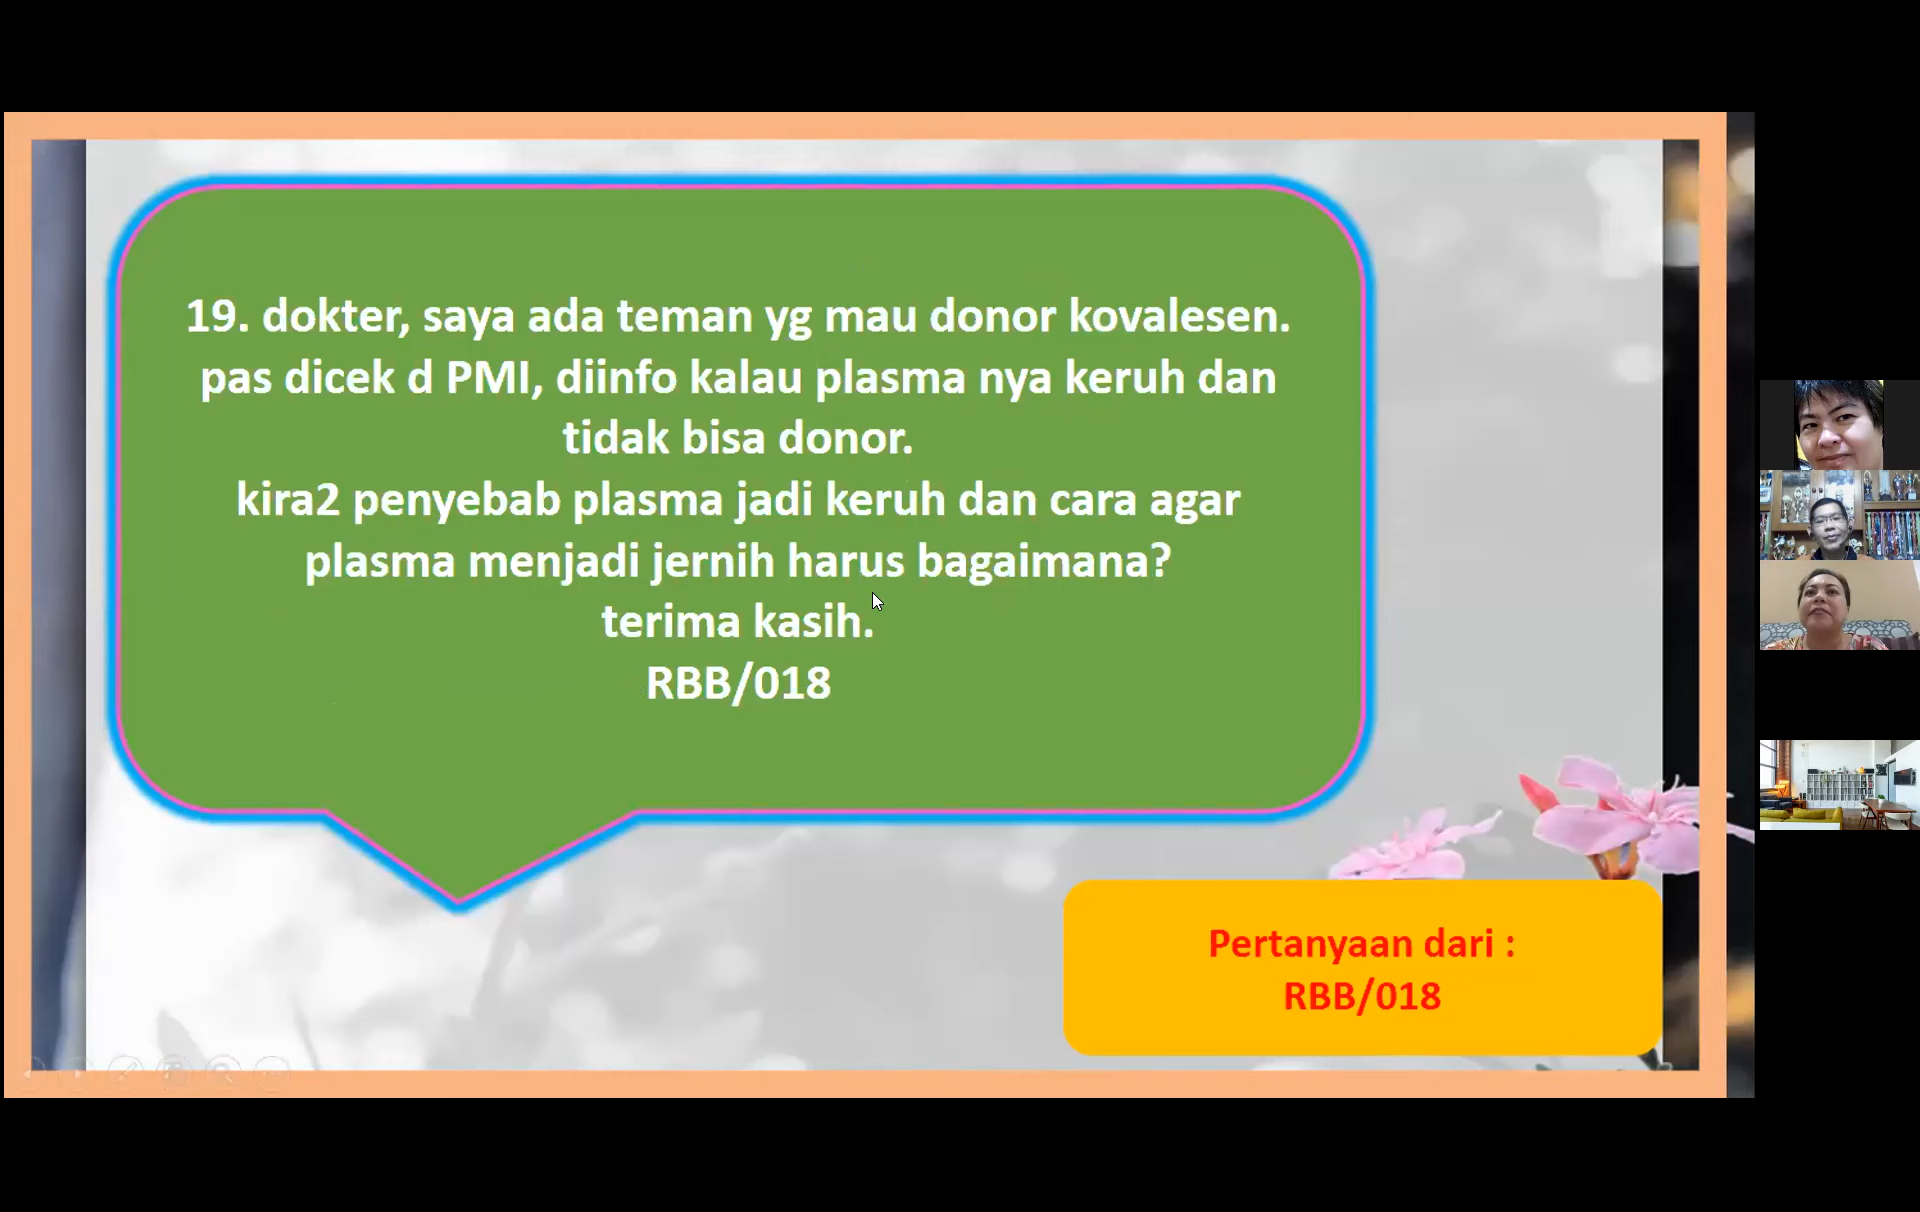 19. dokter, saya ada teman yg mau donor kovalesen.
pas dicek d PMI, diinfo kalau plasma nya keruh dan
tidak bisa donor.
kira2 penyebab plasma jadi keruh dan cara agar
plasma menjadi jernih harus bagaimana?
terima kasih.
RBB/018
Pertanyaan dari :
RBB/018